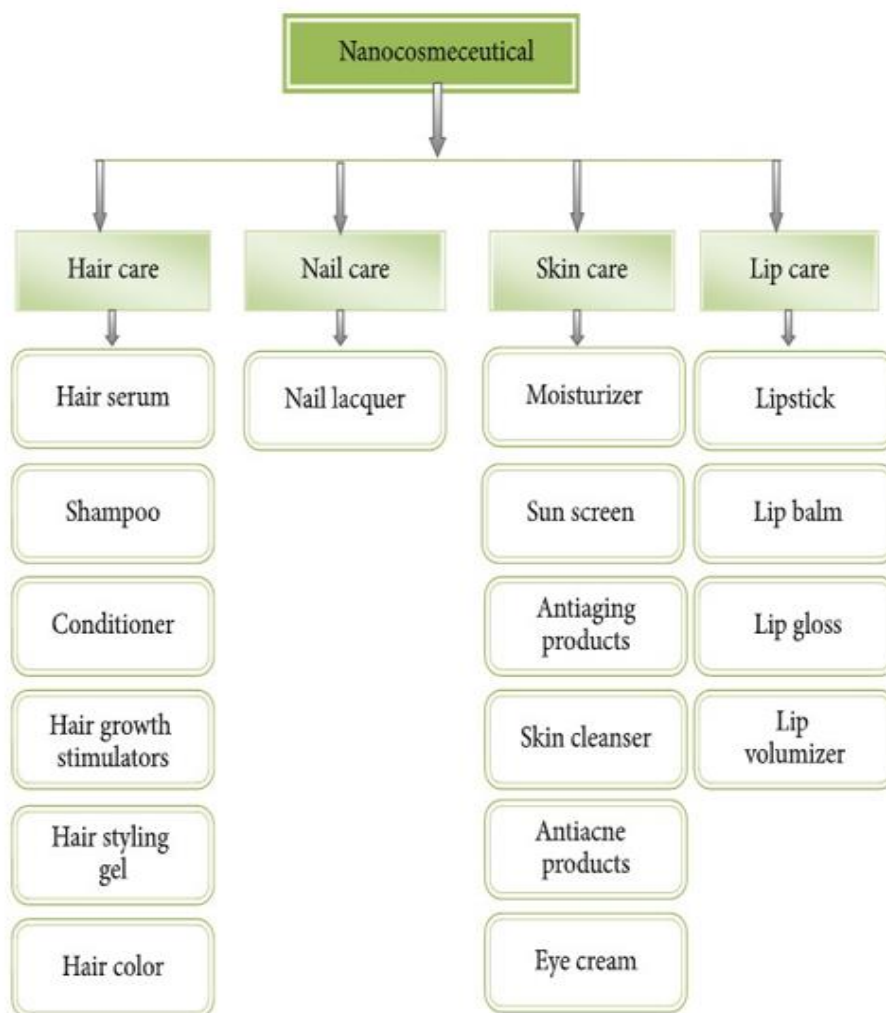 Nanocosmeceutical
Hair care
Nail care
Skin care
Lip care
Hair serum
Nail lacquer
Moisturizer
Lipstick
Shampoo
Sun screen
Lip balm
Conditioner
Antiaging
products
Lip gloss
Hair growth
stimulators
Skin cleanser
Lip
volumizer
Hair styling
gel
Antiacne
products
Hair color
Eye cream